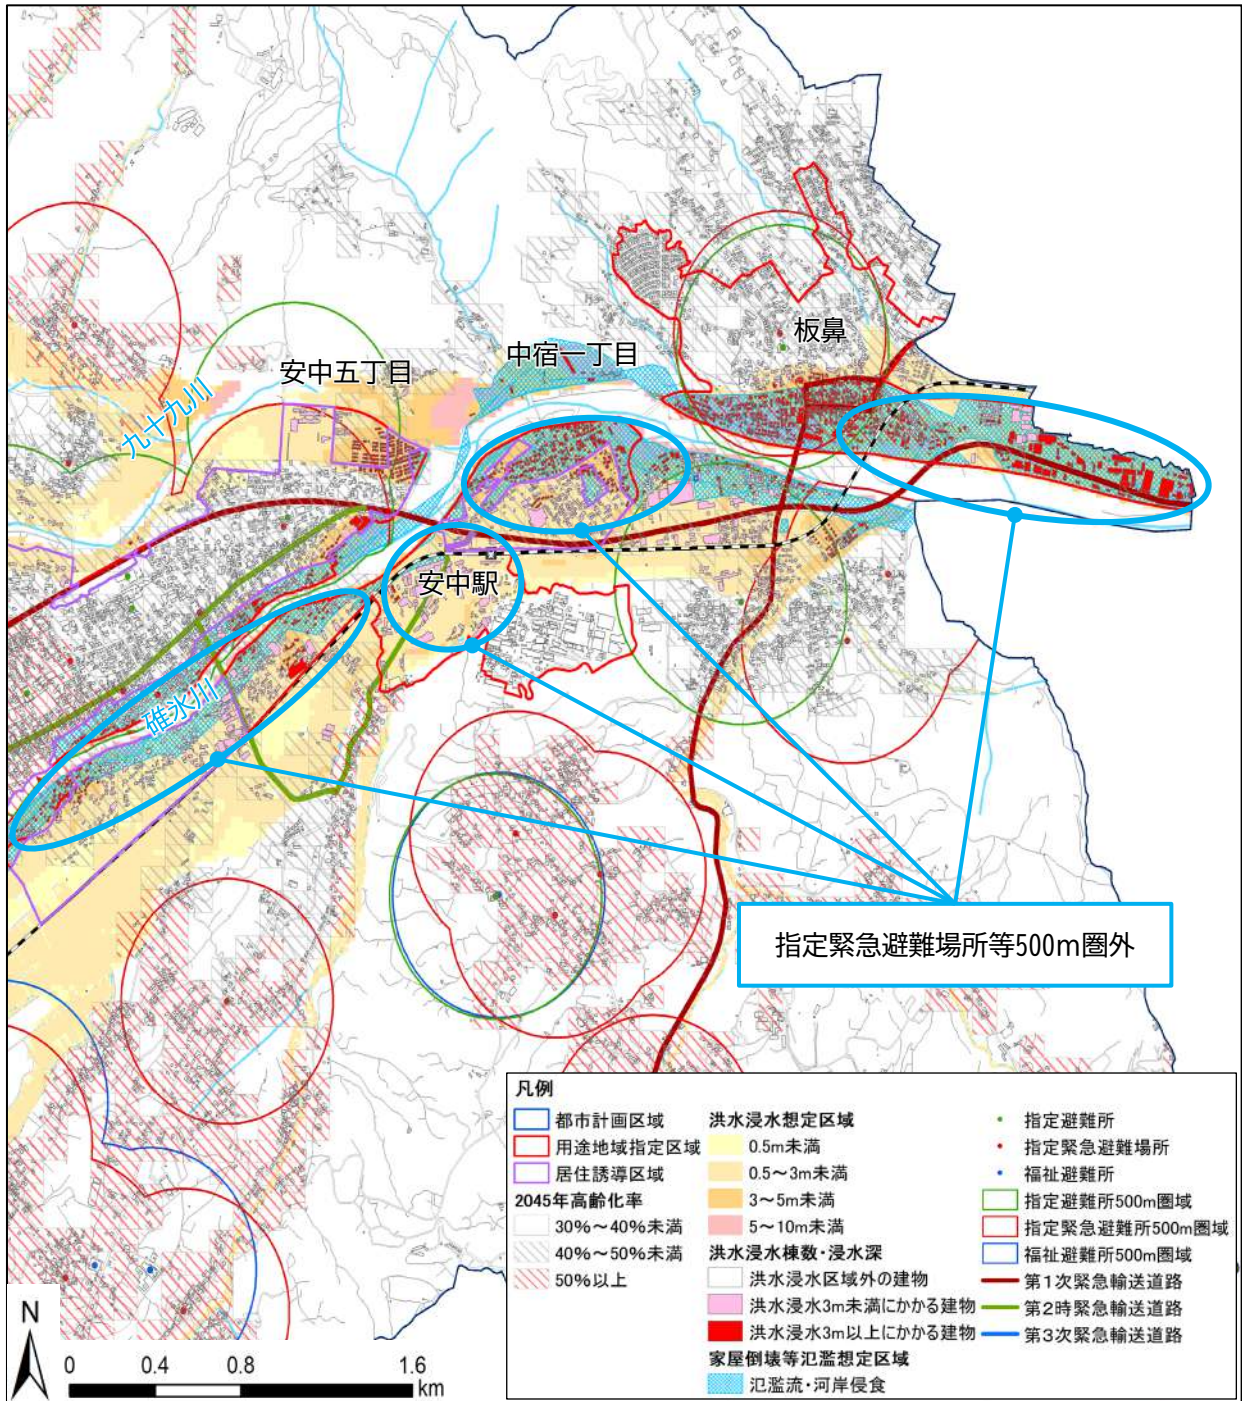 板鼻
中宿一丁目
安中五丁目
九十九川
安中駅
碓氷川
指定緊急避難場所等500m圏外
凡例
都市計画区域
用途地域指定区域
居住誘導区域
2045年高齢化率
30%～40%未満
40%～50%未満
50%以上
洪水浸水想定区域
0.5m未満
0.5～3m未満
3～5m未満
5～10m未満
洪水浸水棟数・浸水深
洪水浸水区域外の建物
洪水浸水3m未満にかかる建物
洪水浸水3m以上にかかる建物
家屋倒壊等氾濫想定区域
氾濫流・河岸侵食
指定避難所
指定緊急避難場所
福祉避難所
指定避難所500m圏域
指定緊急避難所500m圏域
福祉避難所500m圏域
第1次緊急輸送道路
第2時緊急輸送道路
第3次緊急輸送道路
N
0 0.4 0.8 1.6
km